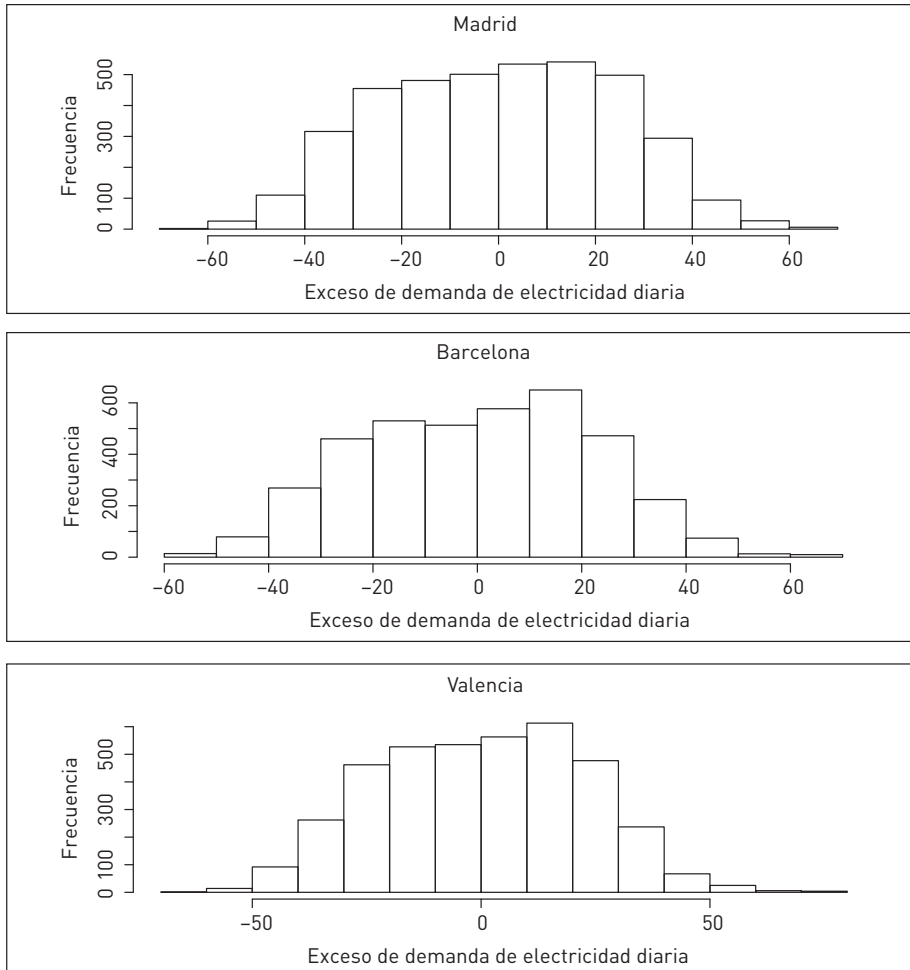 Madrid
Frecuencia
0 100 300 500
−60 −40 −20 0 20 40 60
Exceso de demanda de electricidad diaria
Barcelona
Frecuencia
0 200 400 600
−60 −40 −20 0 20 40 60
Exceso de demanda de electricidad diaria
Valencia
Frecuencia
0 100 300 500
−50 0 50
Exceso de demanda de electricidad diaria